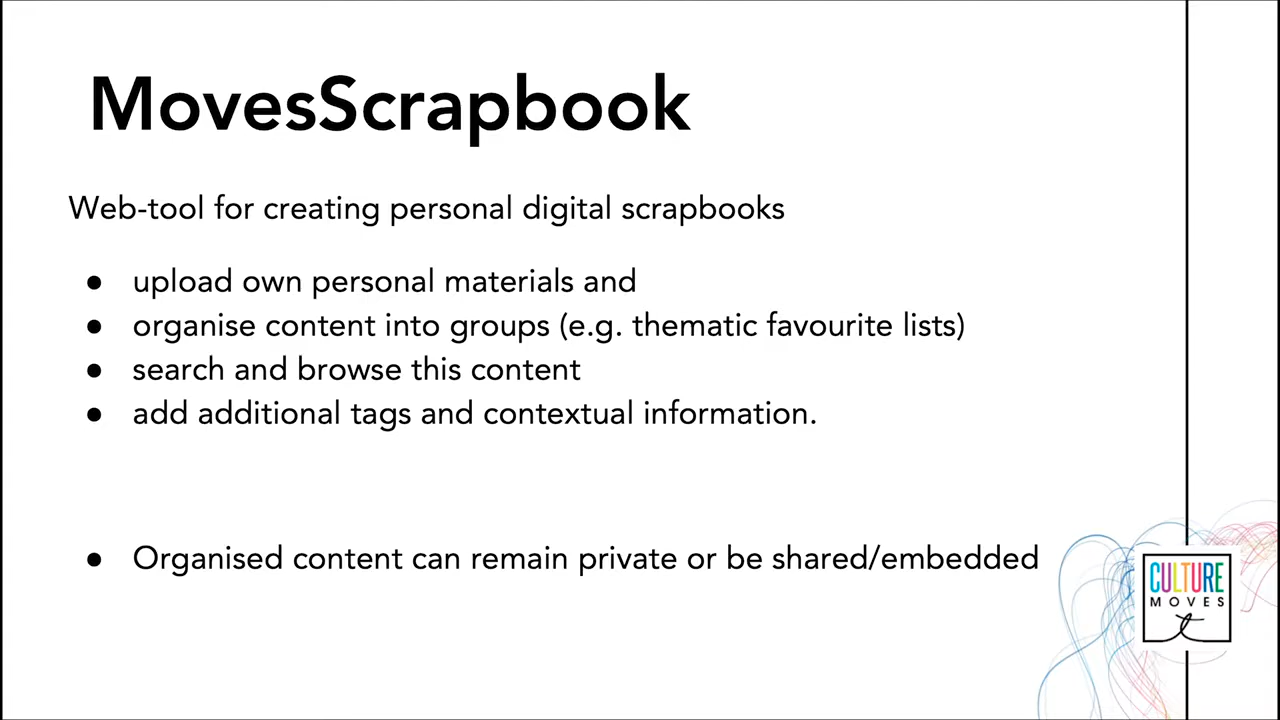 MovesScrapbook
Web-tool for creating personal digital scrapbooks
● upload own personal materials and
● organise content into groups (e.g. thematic favourite lists)
● search and browse this content
● add additional tags and contextual information.
● Organised content can remain private or be shared/embedded
CULTURE
MOVES